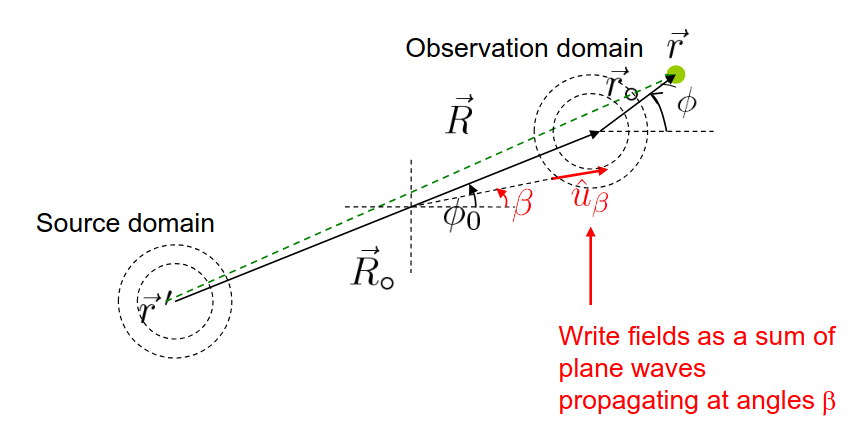 Observation domain
$\vec{r}$
$\vec{r}_\circ$
$\phi$
$\vec{R}$
$\hat{u}_\beta$
$\beta$
$\phi_0$
Source domain
$\vec{R}_\circ$
$\vec{r}\,'$
Write fields as a sum of
plane waves
propagating at angles β